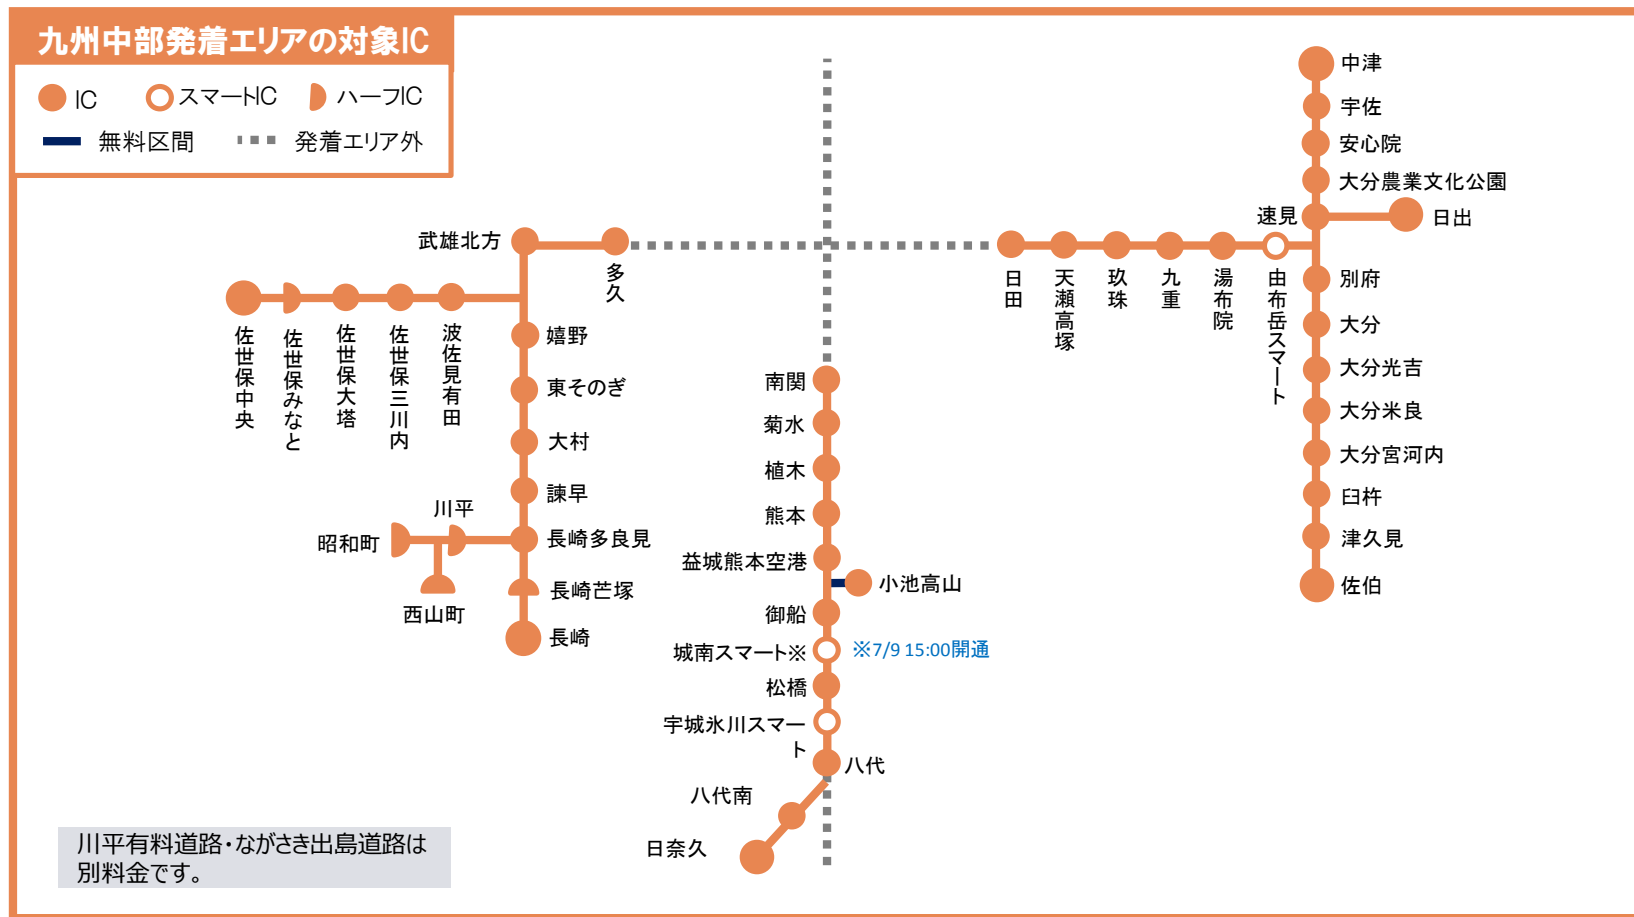 九州中部発着エリアの対象IC
IC
スマートIC
ハーフIC
無料区間
発着エリア外
武雄北方
多久
佐世保中央
佐世保みなと
佐世保大塔
佐世保三川内
波佐見有田
嬉野
東そのぎ
大村
諫早
川平
昭和町
長崎多良見
西山町
長崎芒塚
長崎
南関
菊水
植木
熊本
益城熊本空港
小池高山
御船
城南スマート※
※7/9 15:00開通
松橋
宇城氷川スマー
ト
八代
八代南
日奈久
中津
宇佐
安心院
大分農業文化公園
速見
日出
日田
天瀬高塚
玖珠
九重
湯布院
由布岳スマート
別府
大分
大分光吉
大分米良
大分宮河内
臼杵
津久見
佐伯
川平有料道路・ながさき出島道路は
別料金です。